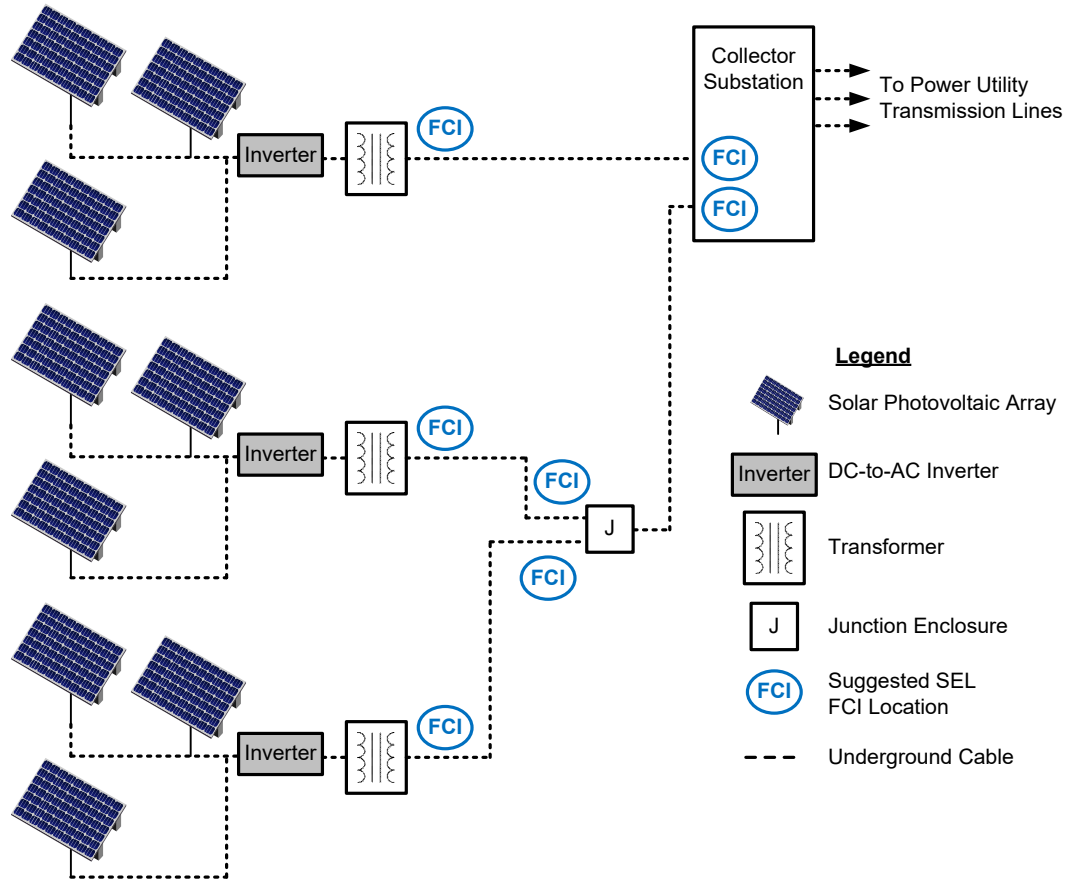 Collector
Substation
To Power Utility
Transmission Lines
FCI
Inverter
FCI
FCI
FCI
Inverter
FCI
J
FCI
FCI
Inverter
Legend
Solar Photovoltaic Array
Inverter
DC-to-AC Inverter
Transformer
J
Junction Enclosure
FCI
Suggested SEL
FCI Location
Underground Cable